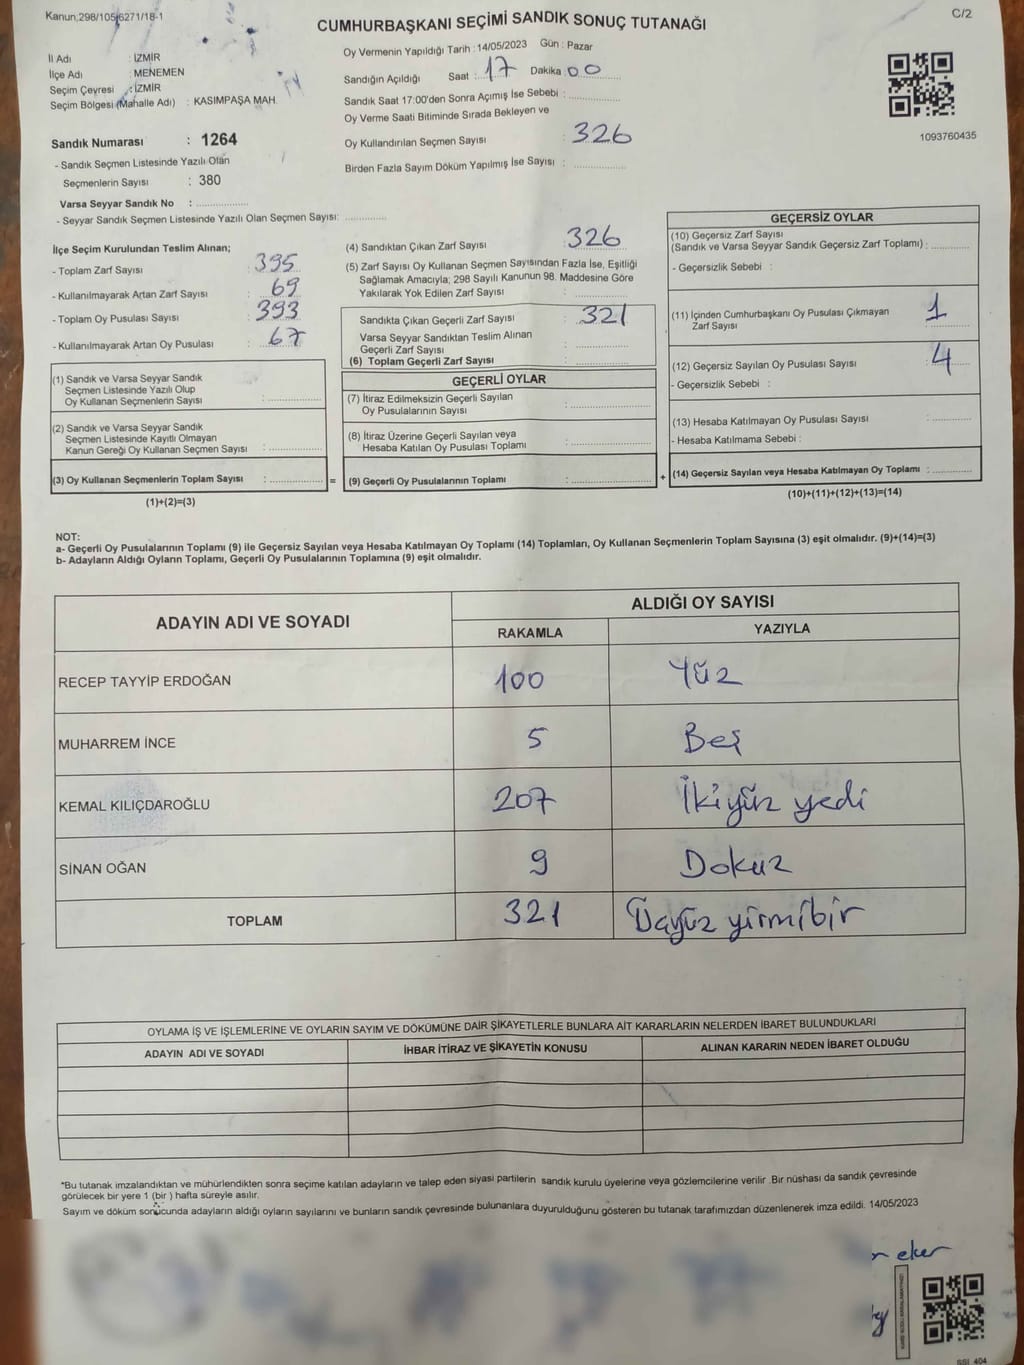 Kanun;298/105;6271/18-1
CUMHURBAŞKANI SEÇİMİ SANDIK SONUÇ TUTANAĞI
C/2
İl Adı : İZMİR
İlçe Adı : MENEMEN
Seçim Çevresi : İZMİR
Seçim Bölgesi (Mahalle Adı) : KASIMPAŞA MAH.
Oy Vermenin Yapıldığı Tarih : 14/05/2023 Gün : Pazar
Sandığın Açıldığı Saat : 17 Dakika 00
Sandık Saat 17:00'den Sonra Açımış İse Sebebi :
Oy Verme Saati Bitiminde Sırada Bekleyen ve
Oy Kullandırılan Seçmen Sayısı : 326
Birden Fazla Sayım Döküm Yapılmış İse Sayısı :
1093760435
Sandık Numarası : 1264
- Sandık Seçmen Listesinde Yazılı Olan
Seçmenlerin Sayısı : 380
Varsa Seyyar Sandık No :
- Seyyar Sandık Seçmen Listesinde Yazılı Olan Seçmen Sayısı:
İlçe Seçim Kurulundan Teslim Alınan;
- Toplam Zarf Sayısı : 395
- Kullanılmayarak Artan Zarf Sayısı : 69
- Toplam Oy Pusulası Sayısı : 393
- Kullanılmayarak Artan Oy Pusulası : 67
(1) Sandık ve Varsa Seyyar Sandık
Seçmen Listesinde Yazılı Olup
Oy Kullanan Seçmenlerin Sayısı :
(2) Sandık ve Varsa Seyyar Sandık
Seçmen Listesinde Kayıtlı Olmayan
Kanun Gereği Oy Kullanan Seçmen Sayısı :
(3) Oy Kullanan Seçmenlerin Toplam Sayısı : =
(1)+(2)=(3)
(4) Sandıktan Çıkan Zarf Sayısı : 326
(5) Zarf Sayısı Oy Kullanan Seçmen Sayısından Fazla İse, Eşitliği
Sağlamak Amacıyla; 298 Sayılı Kanunun 98. Maddesine Göre
Yakılarak Yok Edilen Zarf Sayısı :
Sandıkta Çıkan Geçerli Zarf Sayısı : 321
Varsa Seyyar Sandıktan Teslim Alınan
Geçerli Zarf Sayısı :
(6) Toplam Geçerli Zarf Sayısı :
GEÇERLİ OYLAR
(7) İtiraz Edilmeksizin Geçerli Sayılan
Oy Pusulalarının Sayısı :
(8) İtiraz Üzerine Geçerli Sayılan veya
Hesaba Katılan Oy Pusulası Toplamı :
(9) Geçerli Oy Pusulalarının Toplamı : +
GEÇERSİZ OYLAR
(10) Geçersiz Zarf Sayısı
(Sandık ve Varsa Seyyar Sandık Geçersiz Zarf Toplamı) :
- Geçersizlik Sebebi :
(11) İçinden Cumhurbaşkanı Oy Pusulası Çıkmayan
Zarf Sayısı : 1
(12) Geçersiz Sayılan Oy Pusulası Sayısı : 4
- Geçersizlik Sebebi :
(13) Hesaba Katılmayan Oy Pusulası Sayısı :
- Hesaba Katılmama Sebebi :
(14) Geçersiz Sayılan veya Hesaba Katılmayan Oy Toplamı :
(10)+(11)+(12)+(13)=(14)
NOT:
a- Geçerli Oy Pusulalarının Toplamı (9) ile Geçersiz Sayılan veya Hesaba Katılmayan Oy Toplamı (14) Toplamları, Oy Kullanan Seçmenlerin Toplam Sayısına (3) eşit olmalıdır. (9)+(14)=(3)
b- Adayların Aldığı Oyların Toplamı, Geçerli Oy Pusulalarının Toplamına (9) eşit olmalıdır.
ADAYIN ADI VE SOYADI
ALDIĞI OY SAYISI
RAKAMLA YAZIYLA
RECEP TAYYİP ERDOĞAN 100 Yüz
MUHARREM İNCE 5 Beş
KEMAL KILIÇDAROĞLU 207 İkiyüz yedi
SİNAN OĞAN 9 Dokuz
TOPLAM 321 Üçyüz yirmibir
OYLAMA İŞ VE İŞLEMLERİNE VE OYLARIN SAYIM VE DÖKÜMÜNE DAİR ŞİKAYETLERLE BUNLARA AİT KARARLARIN NELERDEN İBARET BULUNDUKLARI
ADAYIN ADI VE SOYADI İHBAR İTİRAZ VE ŞİKAYETİN KONUSU ALINAN KARARIN NEDEN İBARET OLDUĞU
*Bu tutanak imzalandıktan ve mühürlendikten sonra seçime katılan adayların ve talep eden siyasi partilerin sandık kurulu üyelerine veya gözlemcilerine verilir. Bir nüshası da sandık çevresinde
görülecek bir yere 1 (bir ) hafta süreyle asılır.
Sayım ve döküm sonucunda adayların aldığı oyların sayılarını ve bunların sandık çevresinde bulunanlara duyurulduğunu gösteren bu tutanak tarafımızdan düzenlenerek imza edildi. 14/05/2023
SSI 404